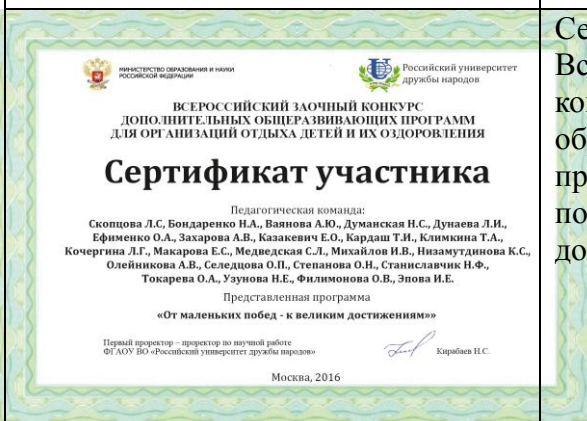 МИНИСТЕРСТВО ОБРАЗОВАНИЯ И НАУКИ
РОССИЙСКОЙ ФЕДЕРАЦИИ
Российский университет
дружбы народов
ВСЕРОССИЙСКИЙ ЗАОЧНЫЙ КОНКУРС
ДОПОЛНИТЕЛЬНЫХ ОБЩЕРАЗВИВАЮЩИХ ПРОГРАММ
ДЛЯ ОРГАНИЗАЦИЙ ОТДЫХА ДЕТЕЙ И ИХ ОЗДОРОВЛЕНИЯ
Сертификат участника
Педагогическая команда:
Скопцова Л.С, Бондаренко Н.А., Ваянова А.Ю., Думанская Н.С., Дунаева Л.И.,
Ефименко О.А., Захарова А.В., Казакевич Е.О., Кардаш Т.И., Климкина Т.А.,
Кочергина Л.Г., Макарова Е.С., Медведская С.Л., Михайлов И.В., Низамутдинова К.С.,
Олейникова А.В., Селедцова О.П., Степанова О.Н., Станиславчик Н.Ф.,
Токарева О.А., Узунова Н.Е., Филимонова О.В., Эпова И.Е.
Представленная программа
«От маленьких побед - к великим достижениям»»
Первый проректор – проректор по научной работе
ФГАОУ ВО «Российский университет дружбы народов»
Кирабаев Н.С.
Москва, 2016
Се
Вс
ко
об
пр
по
до